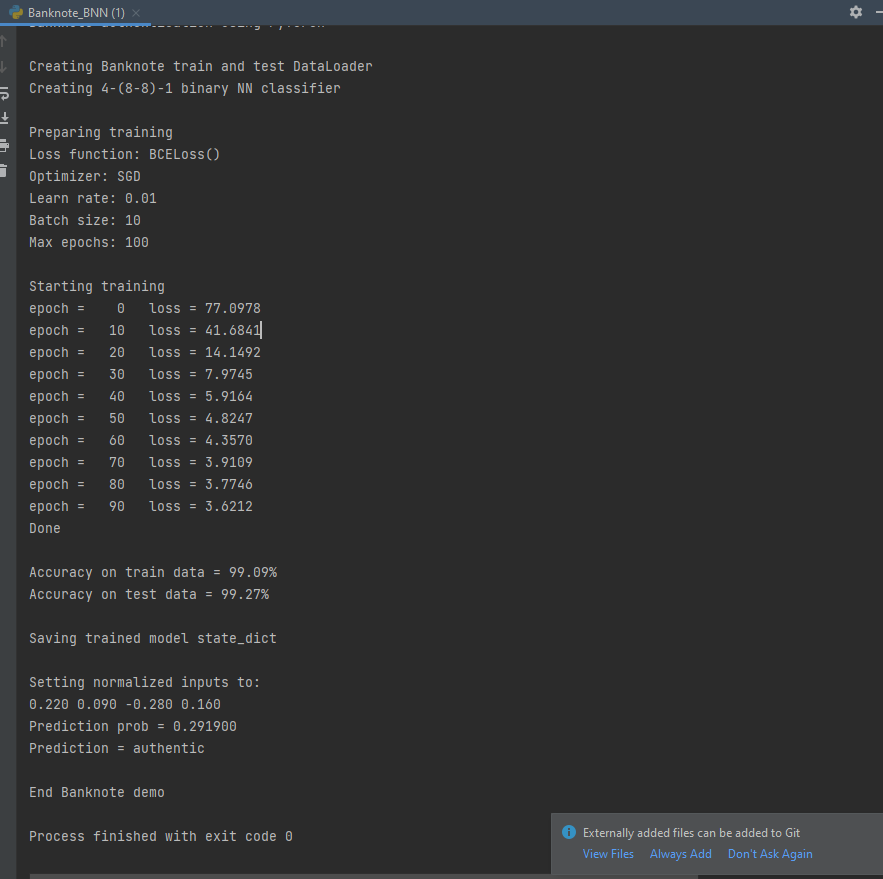 Banknote_BNN (1)
Creating Banknote train and test DataLoader
Creating 4-(8-8)-1 binary NN classifier
Preparing training
Loss function: BCELoss()
Optimizer: SGD
Learn rate: 0.01
Batch size: 10
Max epochs: 100
Starting training
epoch =    0   loss = 77.0978
epoch =   10   loss = 41.6841
epoch =   20   loss = 14.1492
epoch =   30   loss = 7.9745
epoch =   40   loss = 5.9164
epoch =   50   loss = 4.8247
epoch =   60   loss = 4.3570
epoch =   70   loss = 3.9109
epoch =   80   loss = 3.7746
epoch =   90   loss = 3.6212
Done
Accuracy on train data = 99.09%
Accuracy on test data = 99.27%
Saving trained model state_dict
Setting normalized inputs to:
0.220 0.090 -0.280 0.160
Prediction prob = 0.291900
Prediction = authentic
End Banknote demo
Process finished with exit code 0
Externally added files can be added to Git
View Files Always Add Don't Ask Again